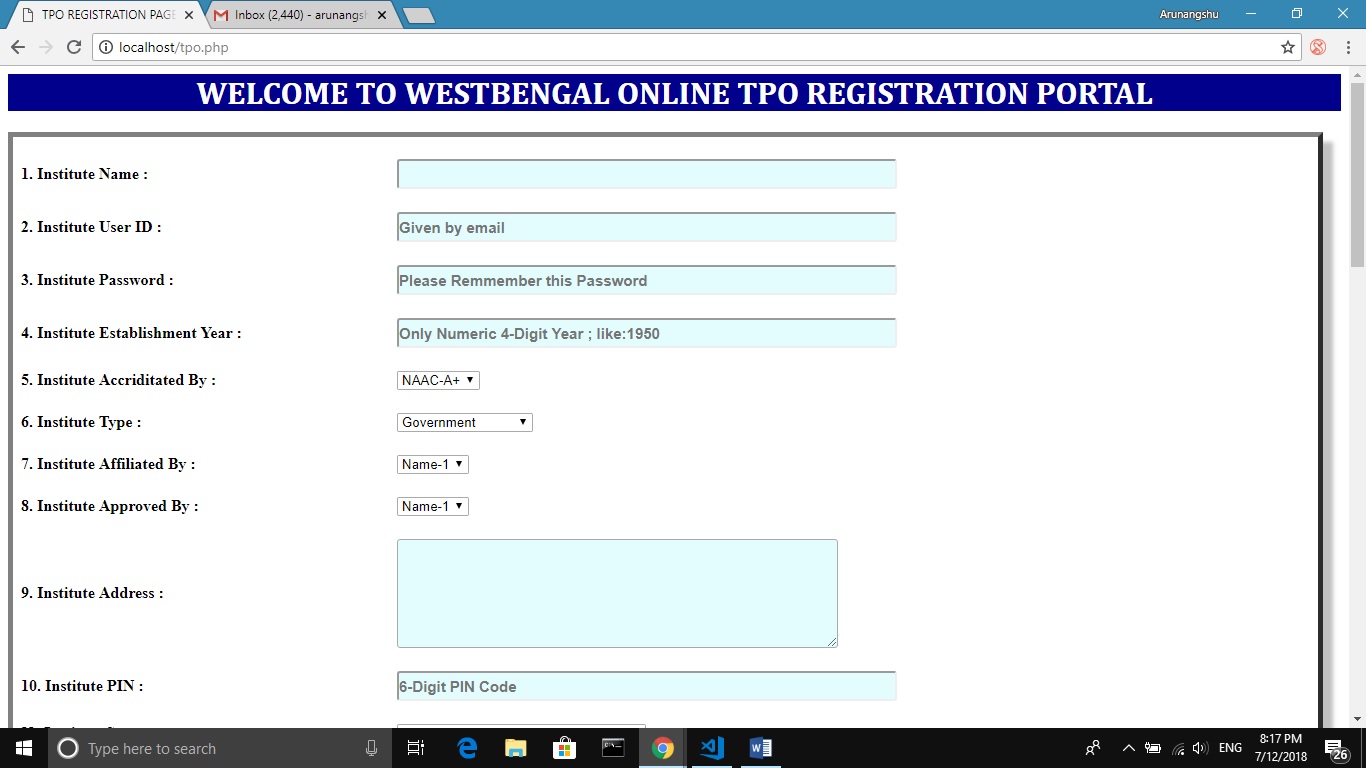 TPO REGISTRATION PAGE
Inbox (2,440) - arunangsh
Arunangshu
localhost/tpo.php
WELCOME TO WESTBENGAL ONLINE TPO REGISTRATION PORTAL
1. Institute Name :
2. Institute User ID : Given by email
3. Institute Password : Please Remmember this Password
4. Institute Establishment Year : Only Numeric 4-Digit Year ; like:1950
5. Institute Accriditated By : NAAC-A+
6. Institute Type : Government
7. Institute Affiliated By : Name-1
8. Institute Approved By : Name-1
9. Institute Address :
10. Institute PIN : 6-Digit PIN Code
Type here to search
ENG
8:17 PM
7/12/2018
26